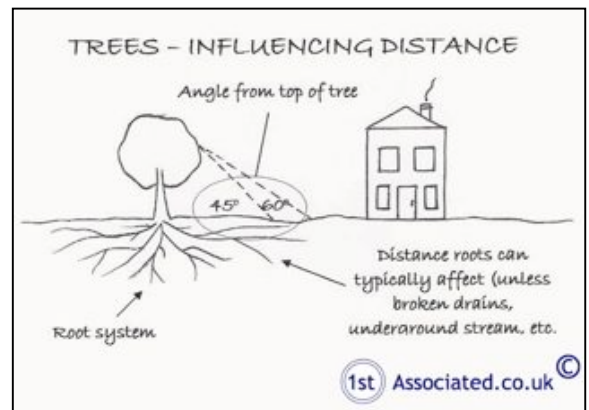 TREES – INFLUENCING DISTANCE
Angle from top of tree
45° 60°
Distance roots can
typically affect (unless
broken drains,
underground stream, etc.
Root system
1st Associated.co.uk ©